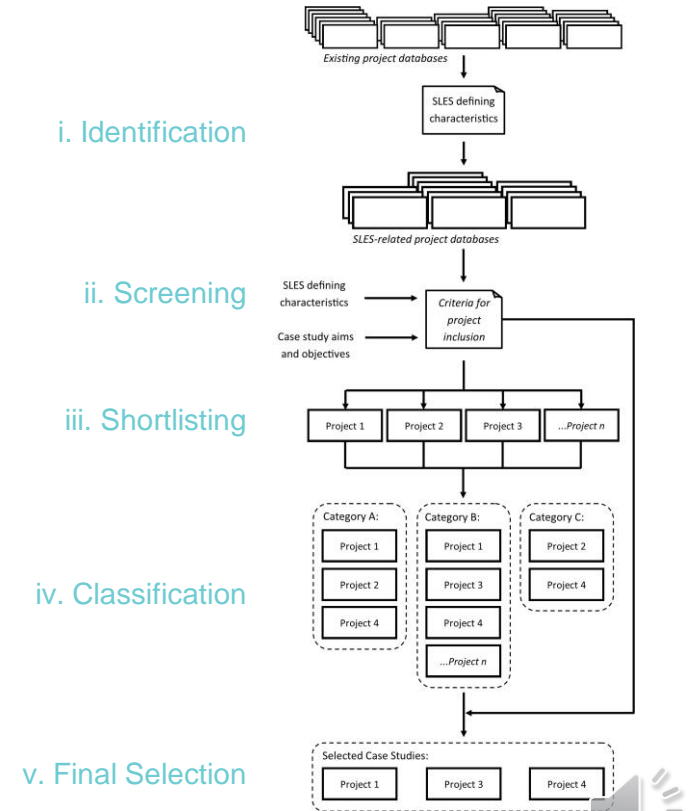 Existing project databases
SLES defining
characteristics
i. Identification
SLES-related project databases
ii. Screening
SLES defining
characteristics
Case study aims
and objectives
Criteria for
project
inclusion
iii. Shortlisting
Project 1
Project 2
Project 3
...Project n
iv. Classification
Category A:
Project 1
Project 2
Project 4
Category B:
Project 1
Project 3
Project 4
...Project n
Category C:
Project 2
Project 4
v. Final Selection
Selected Case Studies:
Project 1
Project 3
Project 4